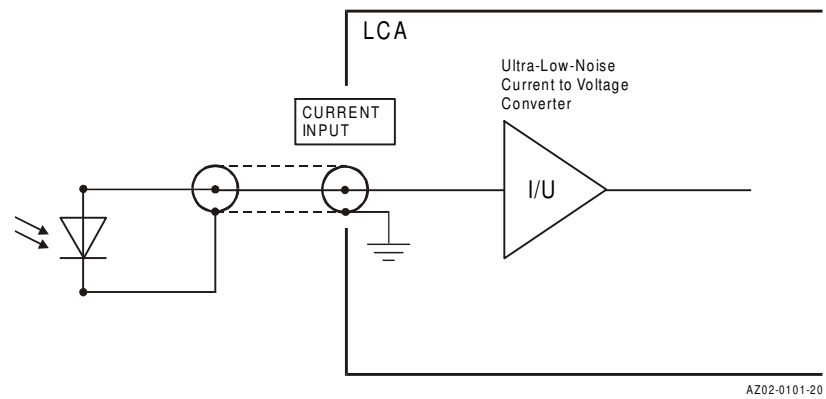 LCA
Ultra-Low-Noise
Current to Voltage
Converter
CURRENT
INPUT
I/U
AZ02-0101-20